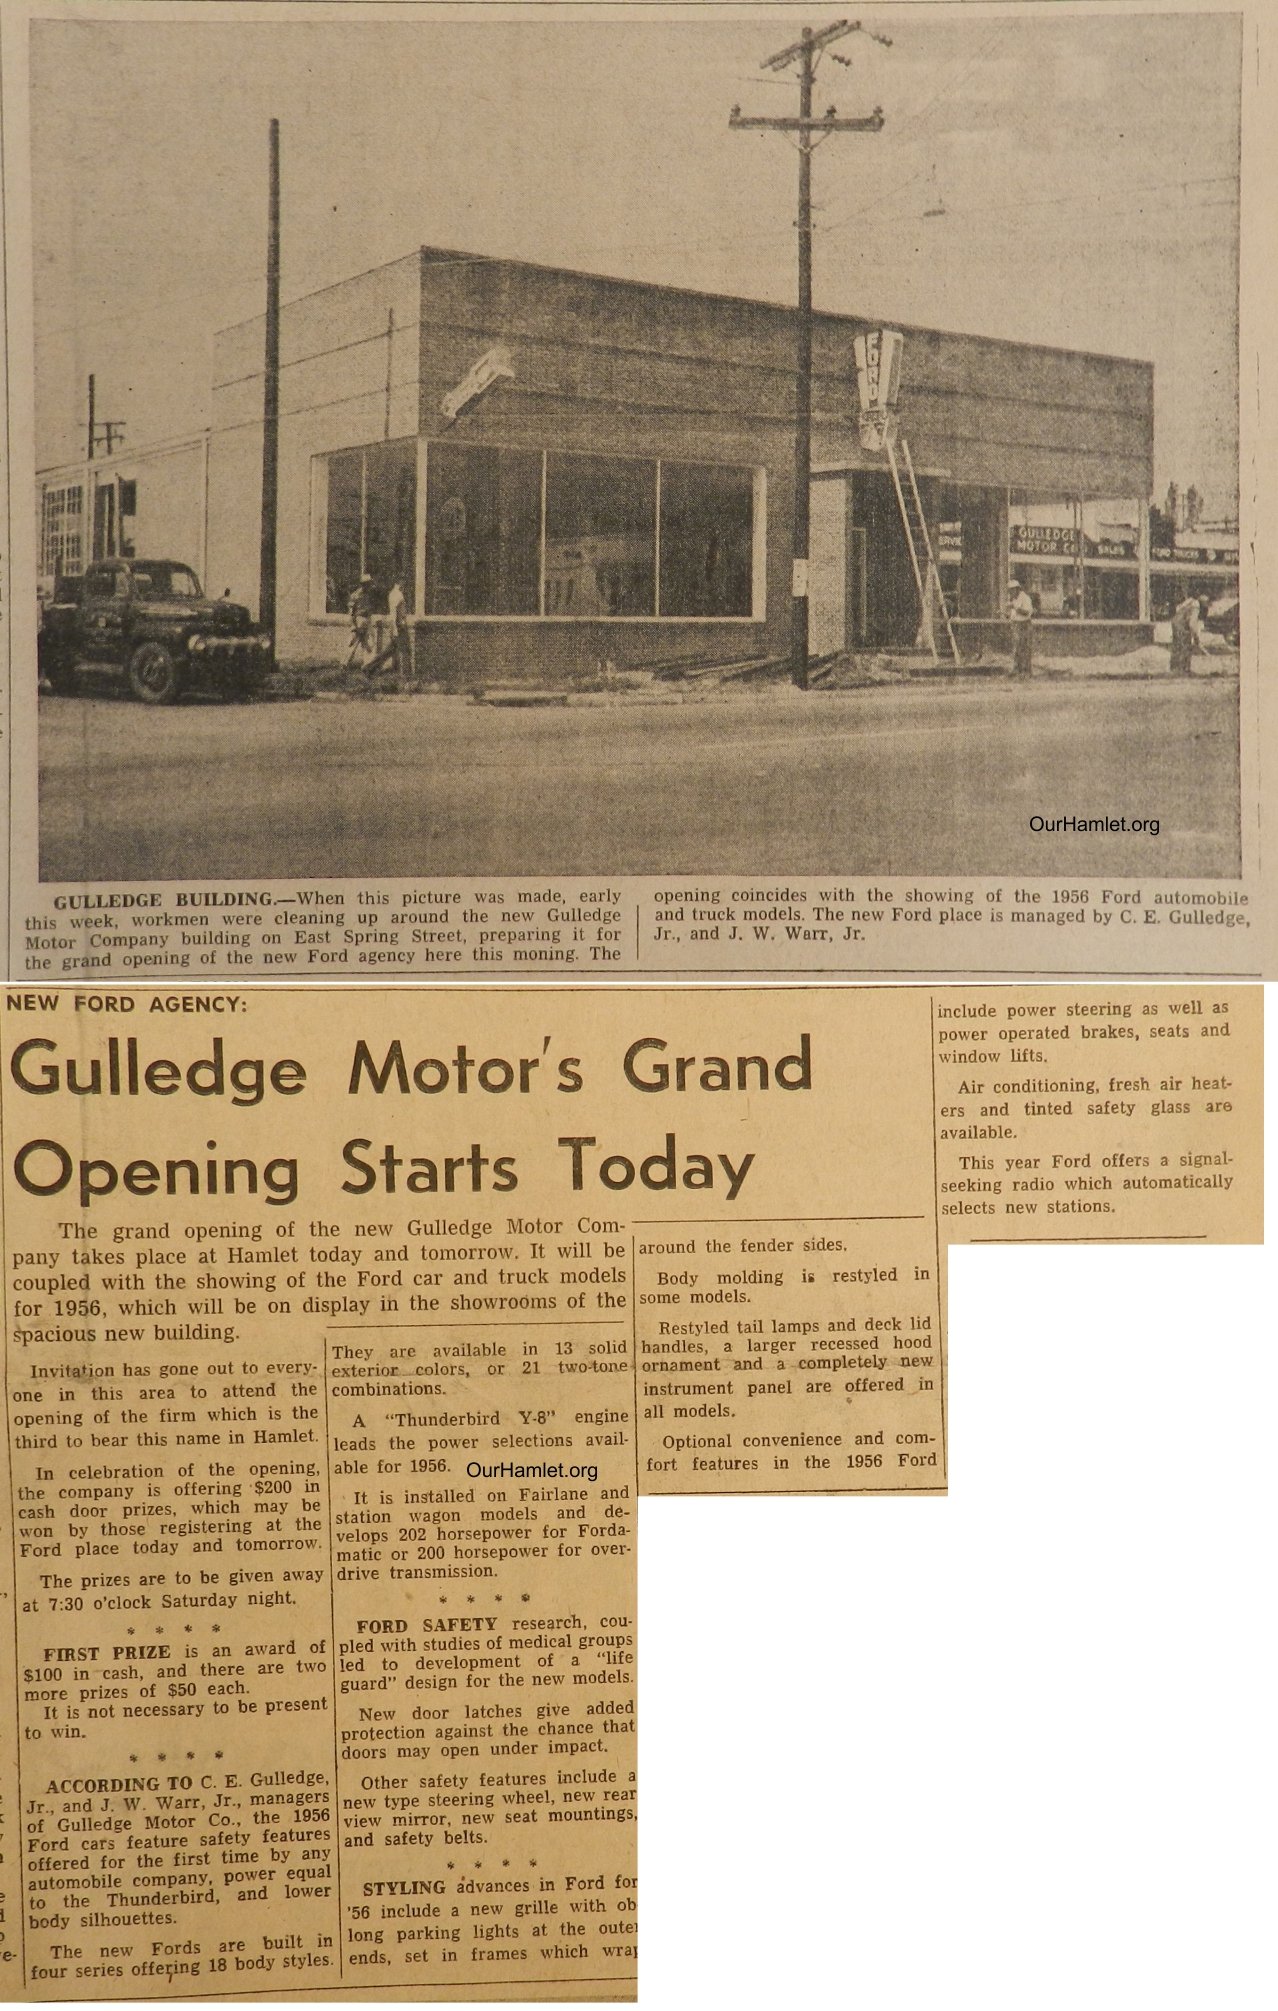 FORD
SERVICE
GULLEDGE
MOTOR CO
SALES
FORD TRUCKS
OurHamlet.org
GULLEDGE BUILDING.—When this picture was made, early
this week, workmen were cleaning up around the new Gulledge
Motor Company building on East Spring Street, preparing it for
the grand opening of the new Ford agency here this moning. The
opening coincides with the showing of the 1956 Ford automobile
and truck models. The new Ford place is managed by C. E. Gulledge,
Jr., and J. W. Warr, Jr.
NEW FORD AGENCY:
Gulledge Motor's Grand
Opening Starts Today
The grand opening of the new Gulledge Motor Com-
pany takes place at Hamlet today and tomorrow. It will be
coupled with the showing of the Ford car and truck models
for 1956, which will be on display in the showrooms of the
spacious new building.
Invitation has gone out to every-
one in this area to attend the
opening of the firm which is the
third to bear this name in Hamlet.
In celebration of the opening,
the company is offering $200 in
cash door prizes, which may be
won by those registering at the
Ford place today and tomorrow.
The prizes are to be given away
at 7:30 o'clock Saturday night.
* * * *
FIRST PRIZE is an award of
$100 in cash, and there are two
more prizes of $50 each.
It is not necessary to be present
to win.
* * * *
ACCORDING TO C. E. Gulledge,
Jr., and J. W. Warr, Jr., managers
of Gulledge Motor Co., the 1956
Ford cars feature safety features
offered for the first time by any
automobile company, power equal
to the Thunderbird, and lower
body silhouettes.
The new Fords are built in
four series offering 18 body styles.
They are available in 13 solid
exterior colors, or 21 two-tone
combinations.
A "Thunderbird Y-8" engine
leads the power selections avail-
able for 1956.
OurHamlet.org
It is installed on Fairlane and
station wagon models and de-
velops 202 horsepower for Forda-
matic or 200 horsepower for over-
drive transmission.
* * * *
FORD SAFETY research, cou-
pled with studies of medical groups
led to development of a "life
guard" design for the new models.
New door latches give added
protection against the chance that
doors may open under impact.
Other safety features include a
new type steering wheel, new rear
view mirror, new seat mountings,
and safety belts.
* * * *
STYLING advances in Ford for
'56 include a new grille with ob
long parking lights at the outer
ends, set in frames which wrap
around the fender sides.
Body molding is restyled in
some models.
Restyled tail lamps and deck lid
handles, a larger recessed hood
ornament and a completely new
instrument panel are offered in
all models.
Optional convenience and com-
fort features in the 1956 Ford
include power steering as well as
power operated brakes, seats and
window lifts.
Air conditioning, fresh air heat-
ers and tinted safety glass are
available.
This year Ford offers a signal-
seeking radio which automatically
selects new stations.